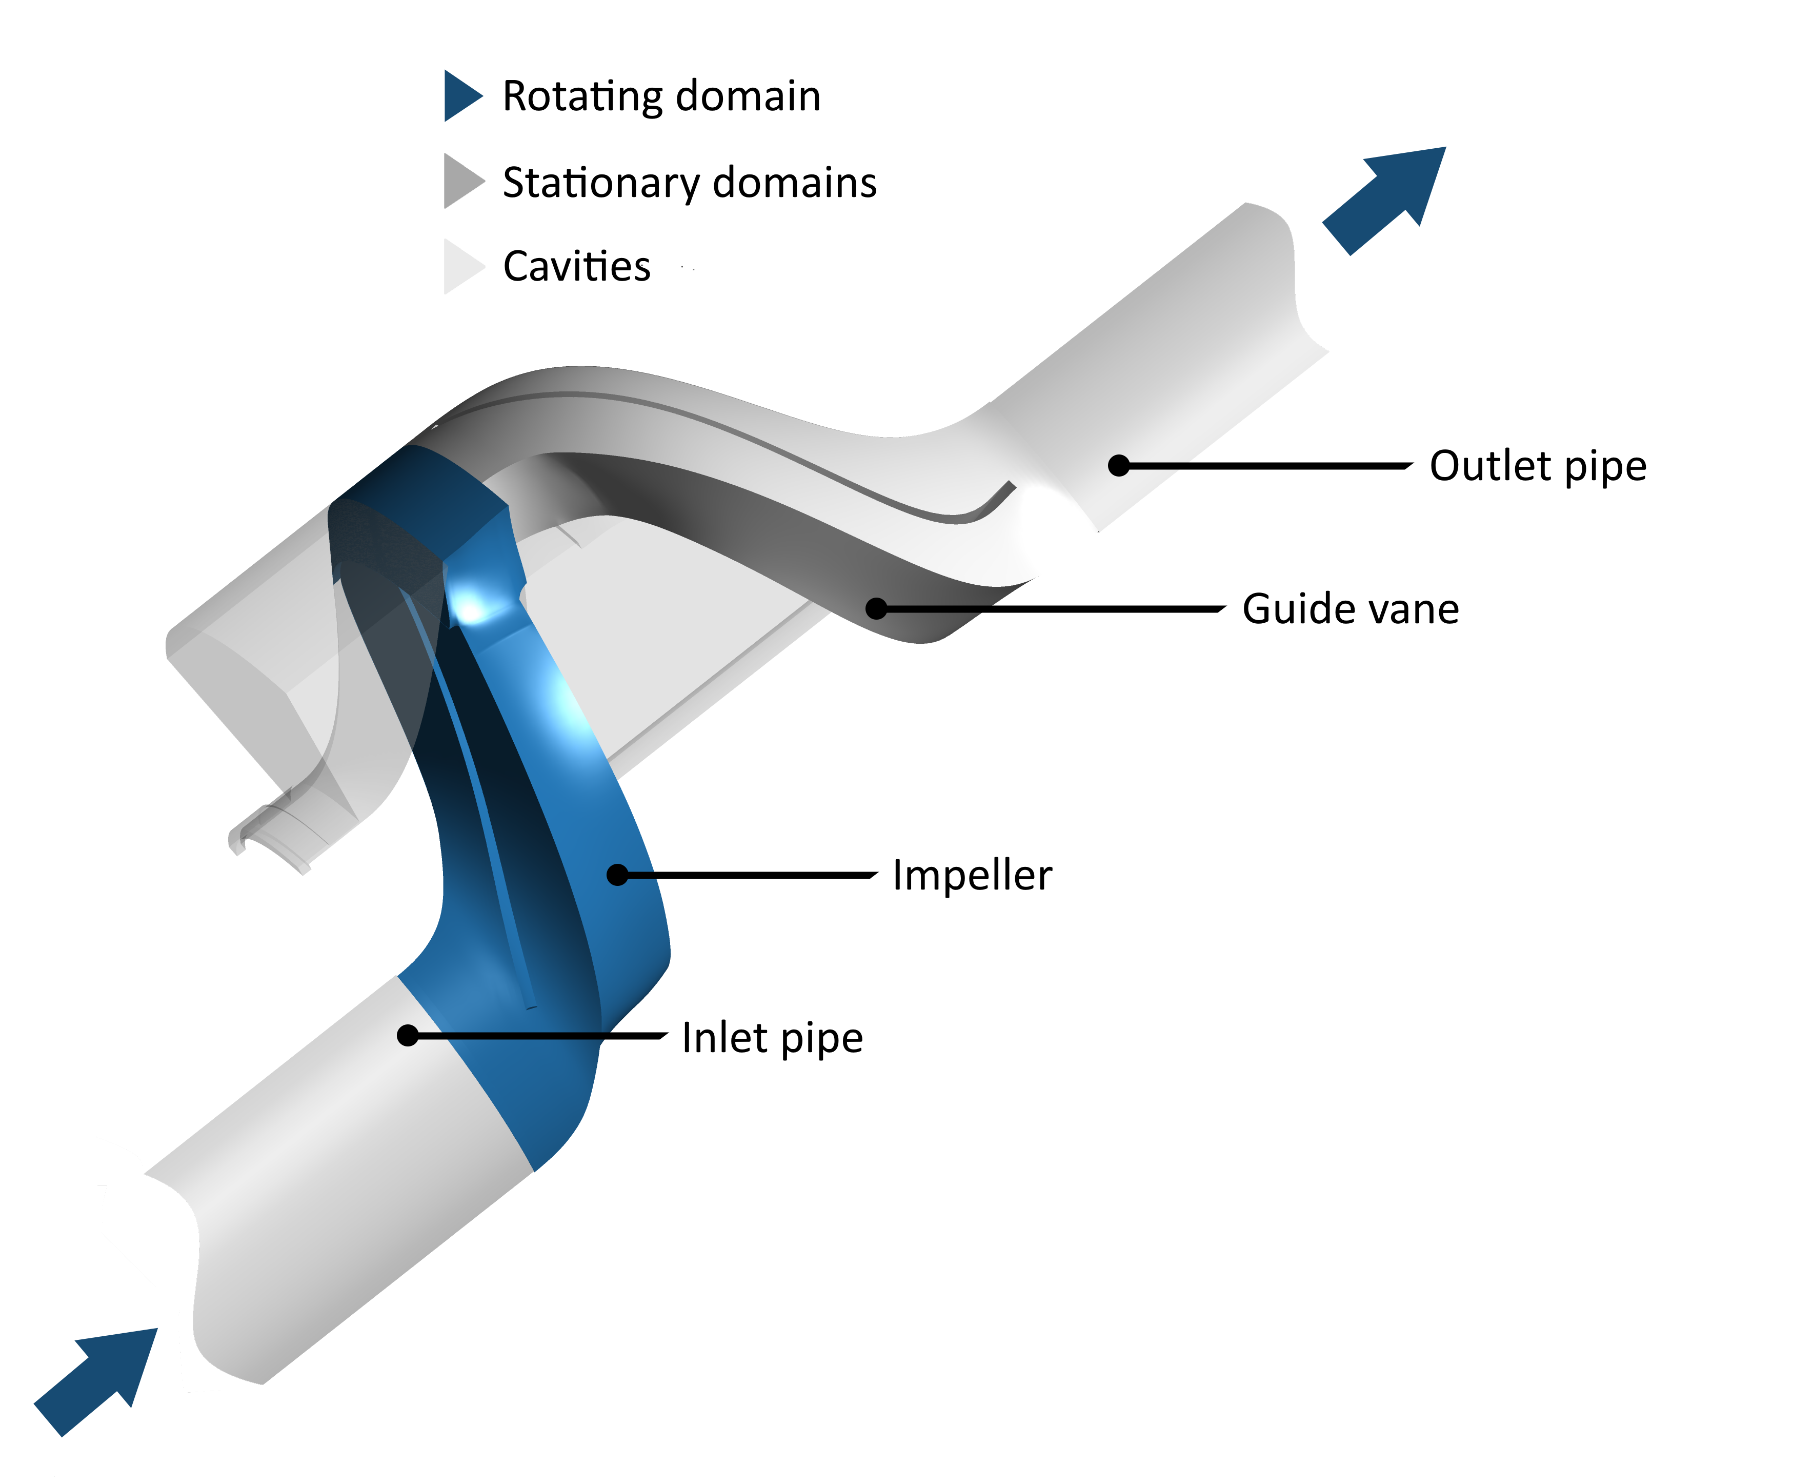 Rotating domain
Stationary domains
Cavities
Outlet pipe
Guide vane
Impeller
Inlet pipe